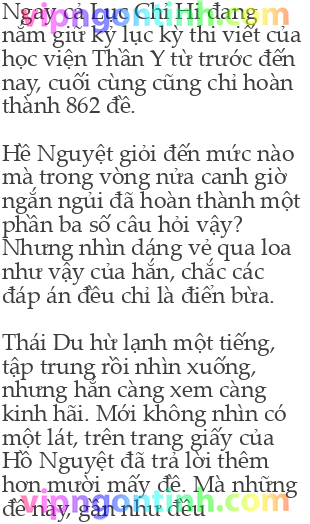 vipngontinh.com
Ngay cả Lục Chi Hi đang
nắm giữ kỷ lục kỳ thi viết của
học viện Thần Y từ trước đến
nay, cuối cùng cũng chỉ hoàn
thành 862 đề.
Hề Nguyệt giỏi đến mức nào
mà trong vòng nửa canh giờ
ngắn ngủi đã hoàn thành một
phần ba số câu hỏi vậy?
Nhưng nhìn dáng vẻ qua loa
như vậy của hắn, chắc các
đáp án đều chỉ là điển bừa.
Thái Du hừ lạnh một tiếng,
tập trung rồi nhìn xuống,
nhưng hắn càng xem càng
kinh hãi. Mới không nhìn có
một lát, trên trang giấy của
Hồ Nguyệt đã trả lời thêm
hơn mười mấy đề. Mà những
đề này, gần như đều
vipngontinh.com